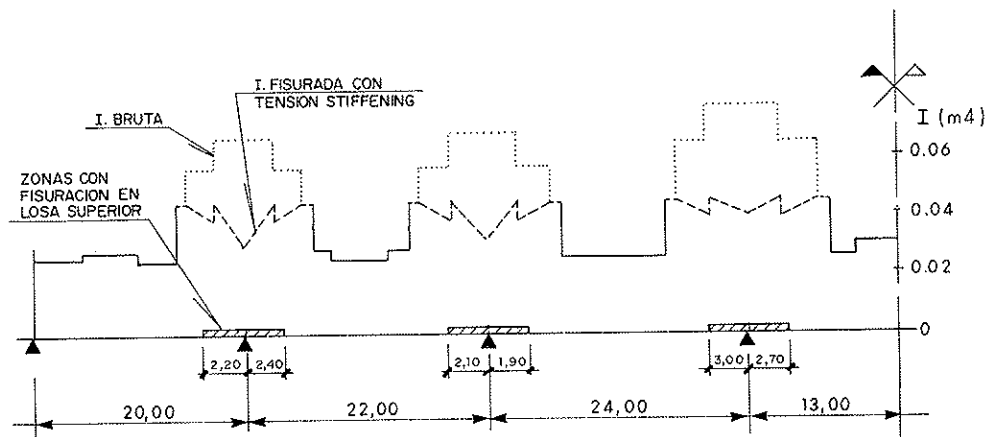 I. FISURADA CON
TENSION STIFFENING
I. BRUTA
I (m4)
0.06
ZONAS CON
FISURACION EN
LOSA SUPERIOR
0.04
0.02
0
2,20
2,40
2,10
1,90
3,00
2,70
20,00
22,00
24,00
13,00